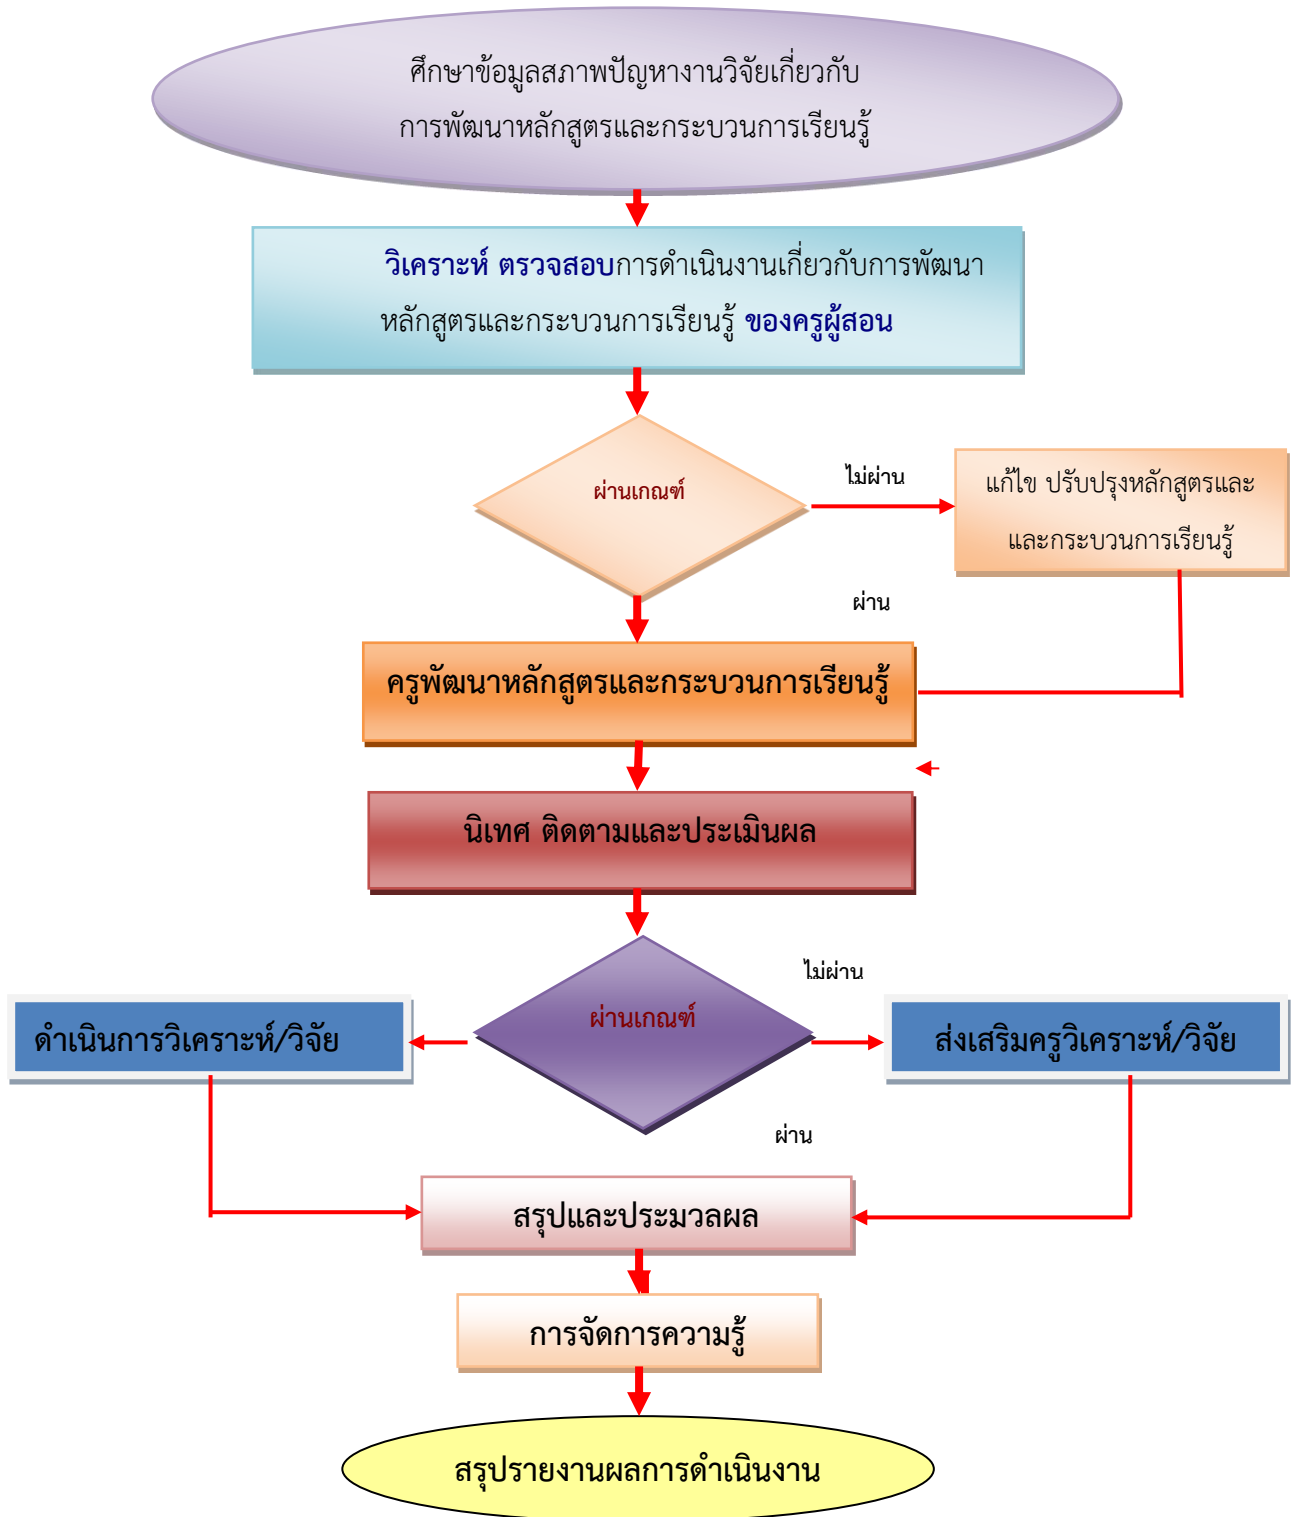 ศึกษาข้อมูลสภาพปัญหางานวิจัยเกี่ยวกับ
การพัฒนาหลักสูตรและกระบวนการเรียนรู้
วิเคราะห์ ตรวจสอบการดำเนินงานเกี่ยวกับการพัฒนา
หลักสูตรและกระบวนการเรียนรู้ ของครูผู้สอน
ผ่านเกณฑ์
ไม่ผ่าน
แก้ไข ปรับปรุงหลักสูตรและ
และกระบวนการเรียนรู้
ผ่าน
ครูพัฒนาหลักสูตรและกระบวนการเรียนรู้
นิเทศ ติดตามและประเมินผล
ไม่ผ่าน
ผ่านเกณฑ์
ดำเนินการวิเคราะห์/วิจัย
ส่งเสริมครูวิเคราะห์/วิจัย
ผ่าน
สรุปและประมวลผล
การจัดการความรู้
สรุปรายงานผลการดำเนินงาน